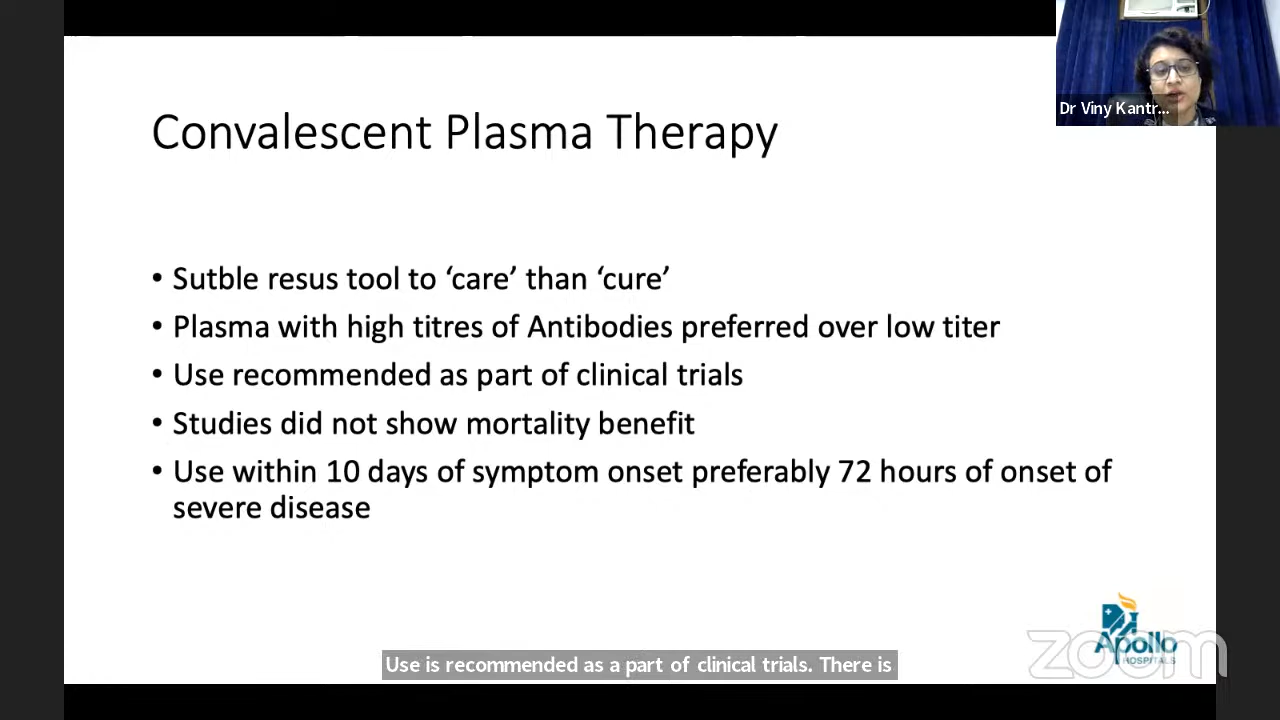 Dr Viny Kantr...
Convalescent Plasma Therapy
• Sutble resus tool to ‘care’ than ‘cure’
• Plasma with high titres of Antibodies preferred over low titer
• Use recommended as part of clinical trials
• Studies did not show mortality benefit
• Use within 10 days of symptom onset preferably 72 hours of onset of
severe disease
Apollo
HOSPITALS
zoom
Use is recommended as a part of clinical trials. There is